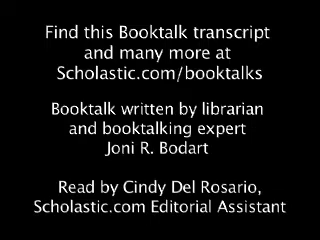 Find this Booktalk transcript
and many more at
Scholastic.com/booktalks
Booktalk written by librarian
and booktalking expert
Joni R. Bodart
Read by Cindy Del Rosario,
Scholastic.com Editorial Assistant